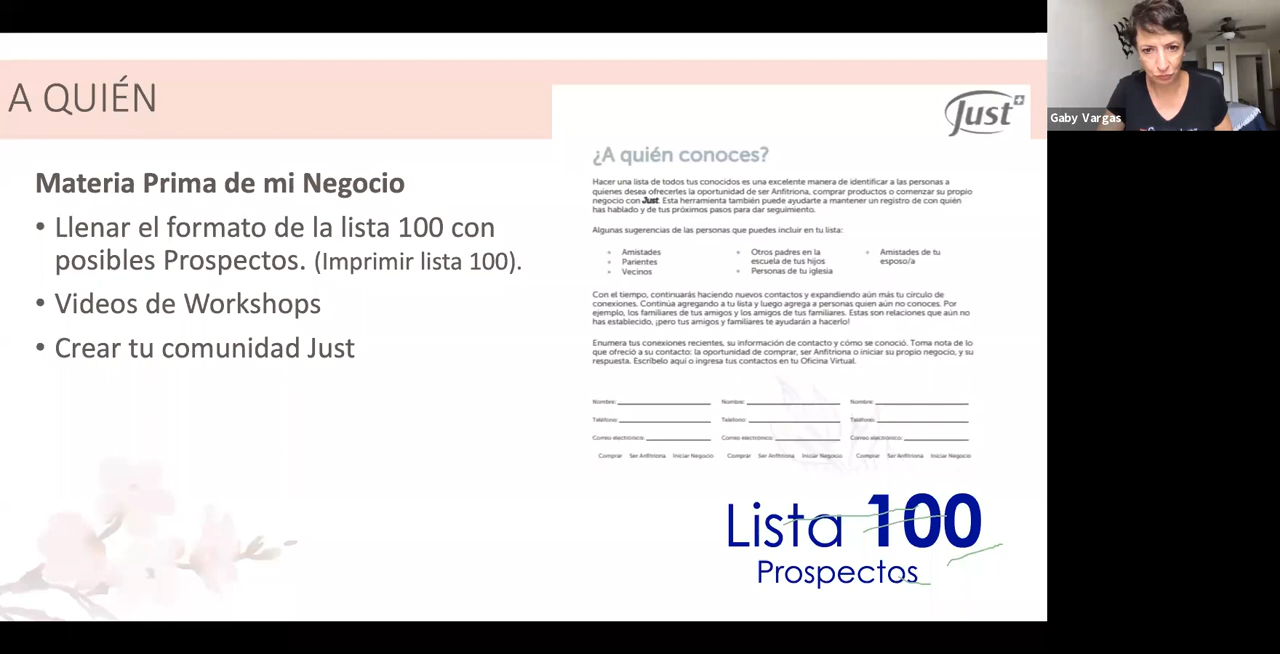 A QUIÉN
Materia Prima de mi Negocio
• Llenar el formato de la lista 100 con
posibles Prospectos. (Imprimir lista 100).
• Videos de Workshops
• Crear tu comunidad Just
Just
¿A quién conoces?
Hacer una lista de todos tus conocidos es una excelente manera de identificar a las personas a
quienes desea ofrecerles la oportunidad de ser Anfitriona, comprar productos o comenzar su propio
negocio con Just. Esta herramienta también puede ayudarte a mantener un registro de con quién
has hablado y de tus próximos pasos para dar seguimiento.
Algunas sugerencias de las personas que puedes incluir en tu lista:
• Amistades
• Parientes
• Vecinos
• Otros padres en la
escuela de tus hijos
• Personas de tu iglesia
• Amistades de tu
esposo/a
Con el tiempo, continuarás haciendo nuevos contactos y expandiendo aún más tu círculo de
conexiones. Continúa agregando a tu lista y luego agrega a personas quien aún no conoces. Por
ejemplo, los familiares de tus amigos y los amigos de tus familiares. Estas son relaciones que aún no
has establecido, ¡pero tus amigos y familiares te ayudarán a hacerlo!
Enumera tus conexiones recientes, su información de contacto y cómo se conoció. Toma nota de lo
que ofreció a su contacto: la oportunidad de comprar, ser Anfitriona o iniciar su propio negocio, y su
respuesta. Escríbelo aquí o ingresa tus contactos en tu Oficina Virtual.
Nombre: Nombre: Nombre:
Teléfono: Teléfono: Teléfono:
Correo electrónico: Correo electrónico: Correo electrónico:
Comprar Ser Anfitriona Iniciar Negocio Comprar Ser Anfitriona Iniciar Negocio Comprar Ser Anfitriona Iniciar Negocio
Lista 100
Prospectos
Gaby Vargas